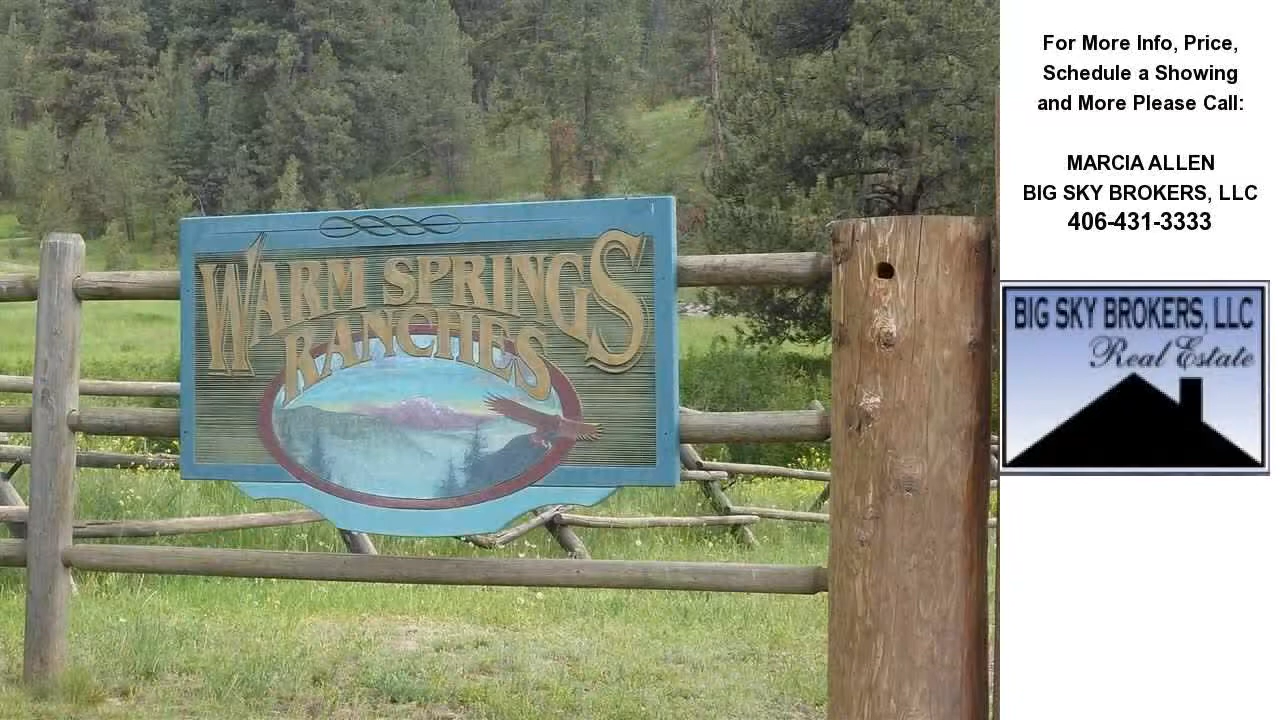 WARM SPRINGS
RANCHES
For More Info, Price,
Schedule a Showing
and More Please Call:
MARCIA ALLEN
BIG SKY BROKERS, LLC
406-431-3333
BIG SKY BROKERS, LLC
Real Estate